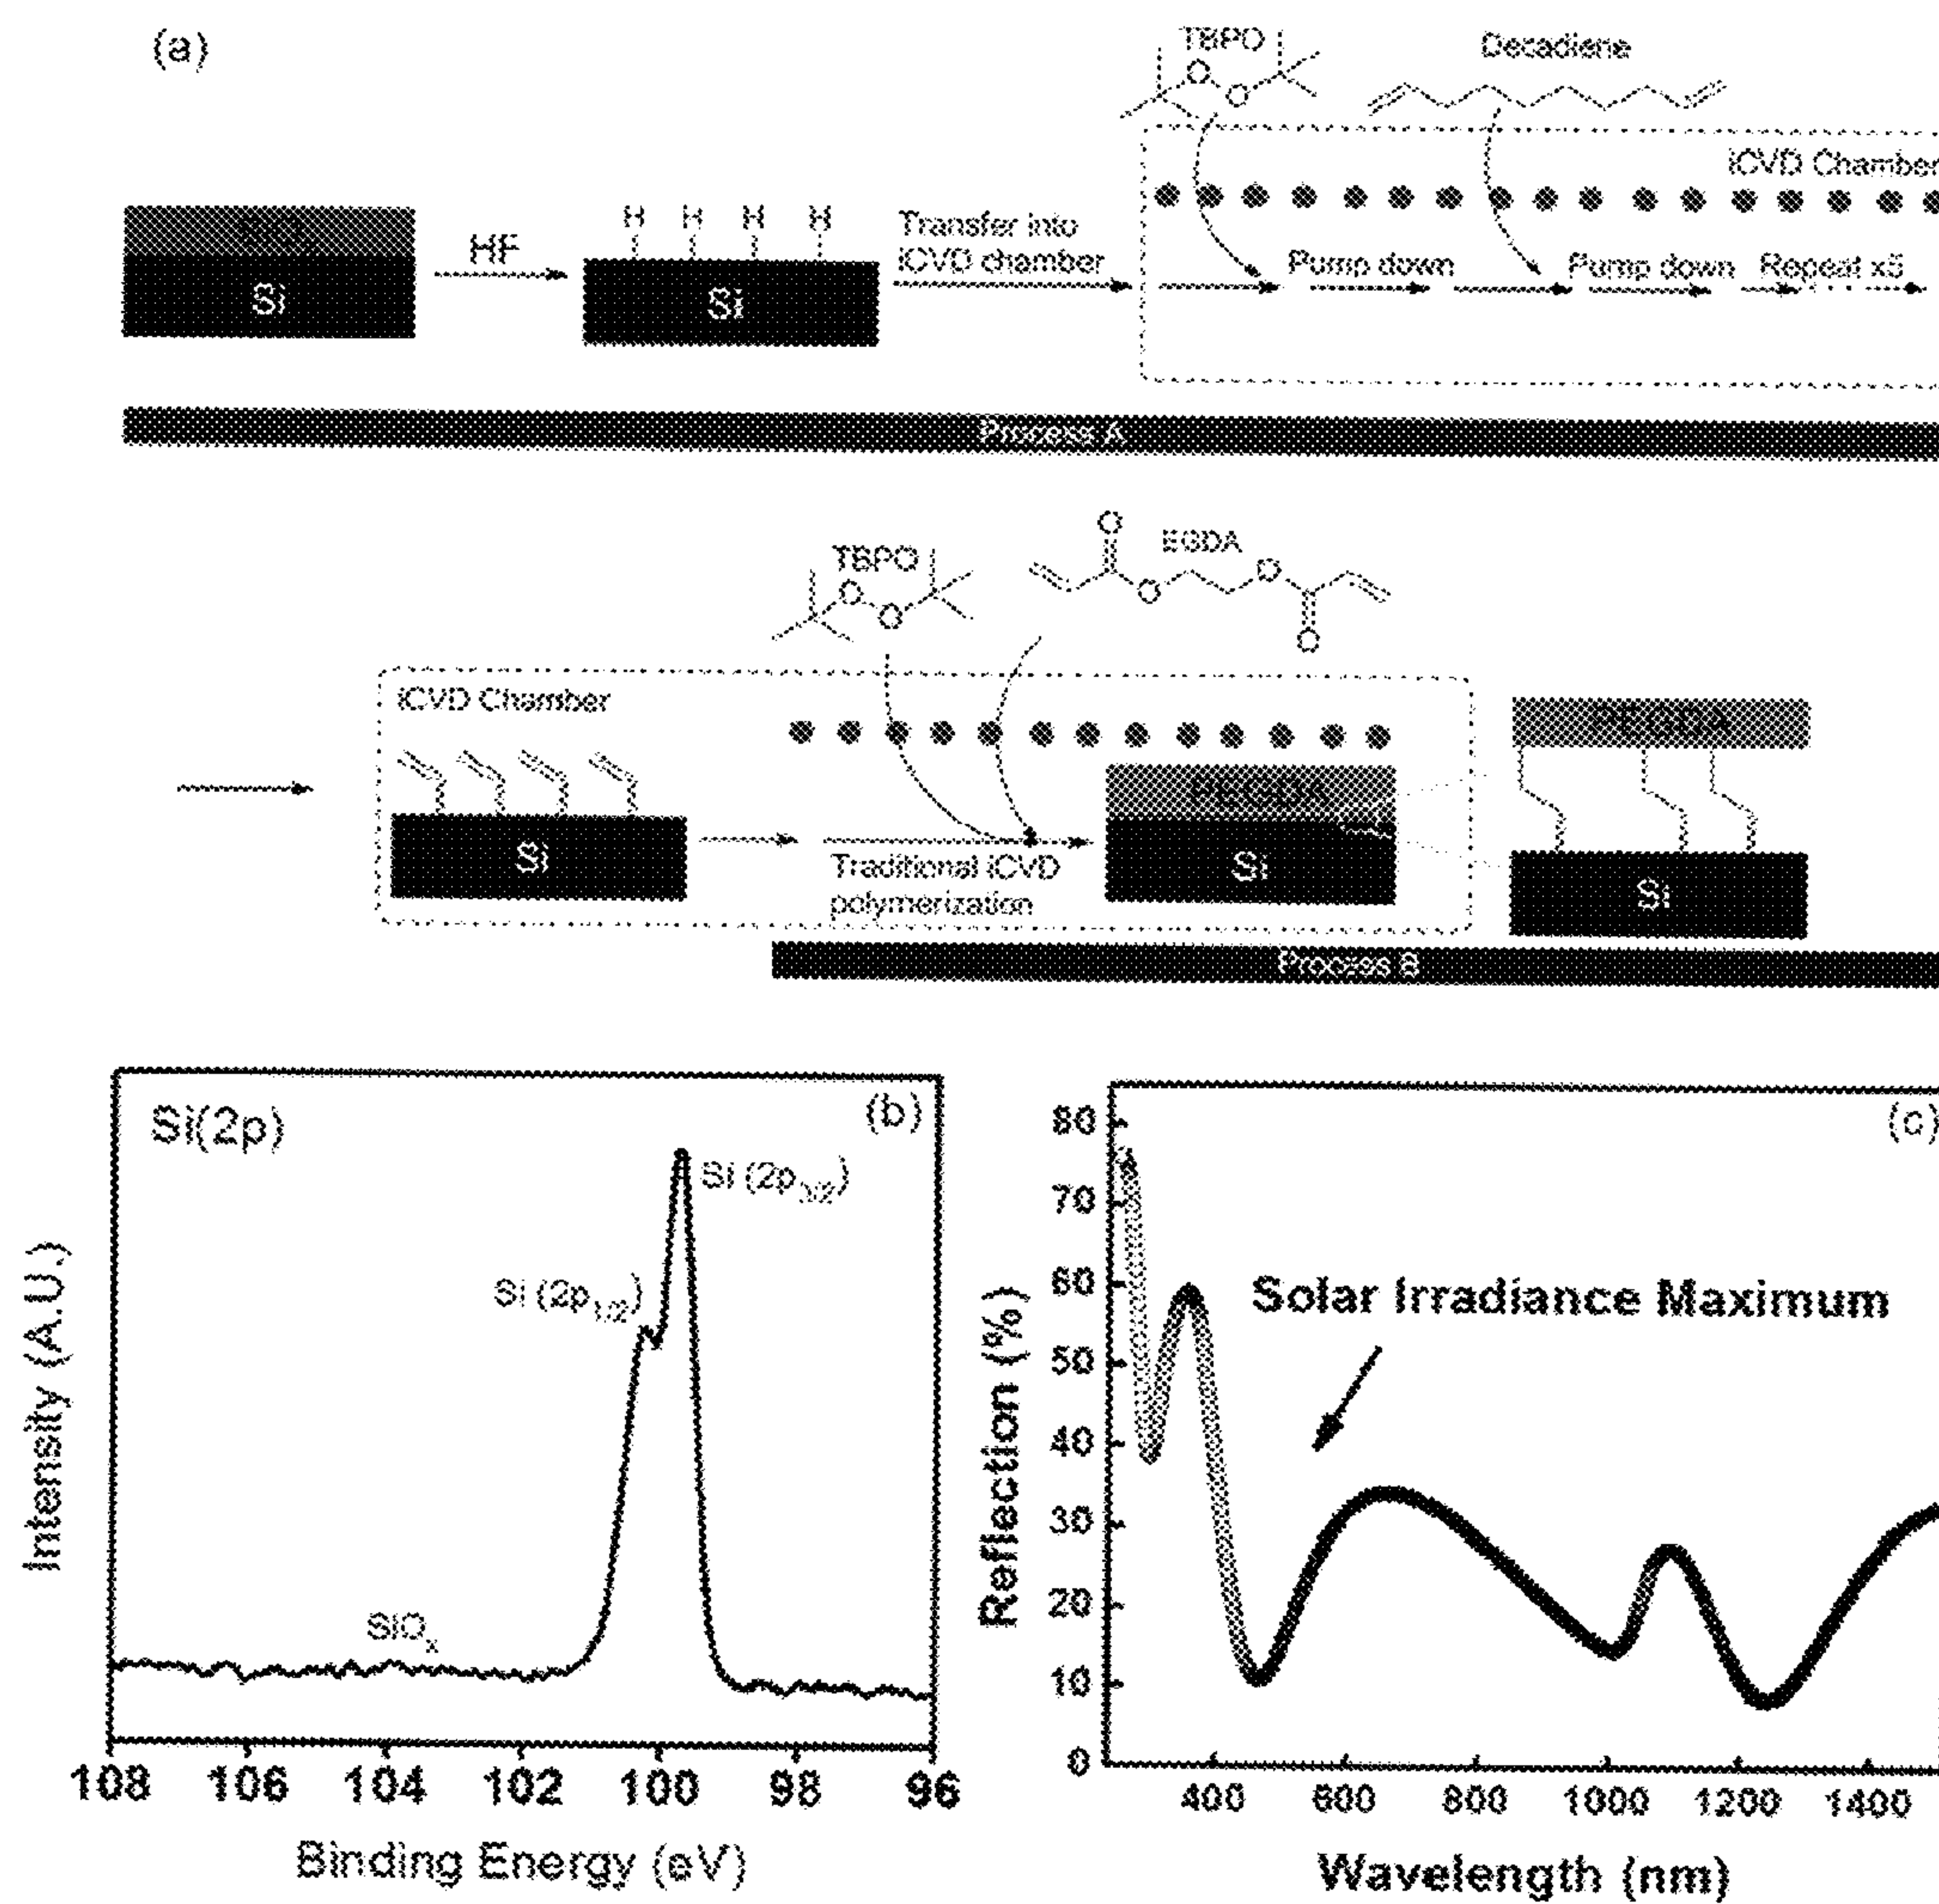 (a)
TBPO
Decadiene
O
O
iCVD Chamber
SiOx
Si
HF
H H H H
Si
Transfer into
iCVD chamber
Pump down
Pump down
Repeat x5
Process A
TBPO
O
O
O
EGDA
O
O
O
iCVD Chamber
Si
Traditional iCVD
polymerization
PEGDA
Si
PEGDA
Si
Process B
Si(2p)
(b)
Si (2p3/2)
Si (2p1/2)
SiOx
Intensity (A.U.)
108 106 104 102 100 98 96
Binding Energy (eV)
(c)
80
70
60
50
40
30
20
10
0
Reflection (%)
Solar Irradiance Maximum
400 600 800 1000 1200 1400
Wavelength (nm)